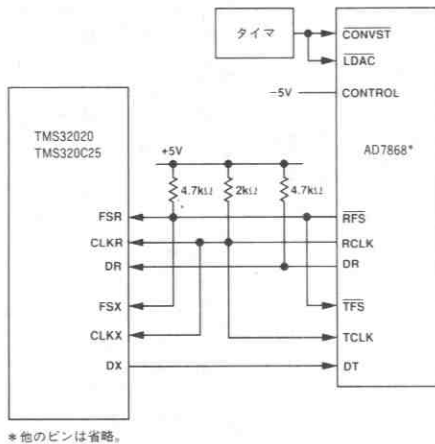 タイマ
CONVST
LDAC
-5V
CONTROL
TMS32020
TMS320C25
AD7868*
+5V
4.7kΩ
2kΩ
4.7kΩ
FSR
RFS
CLKR
RCLK
DR
DR
FSX
TFS
CLKX
TCLK
DX
DT
*他のピンは省略。